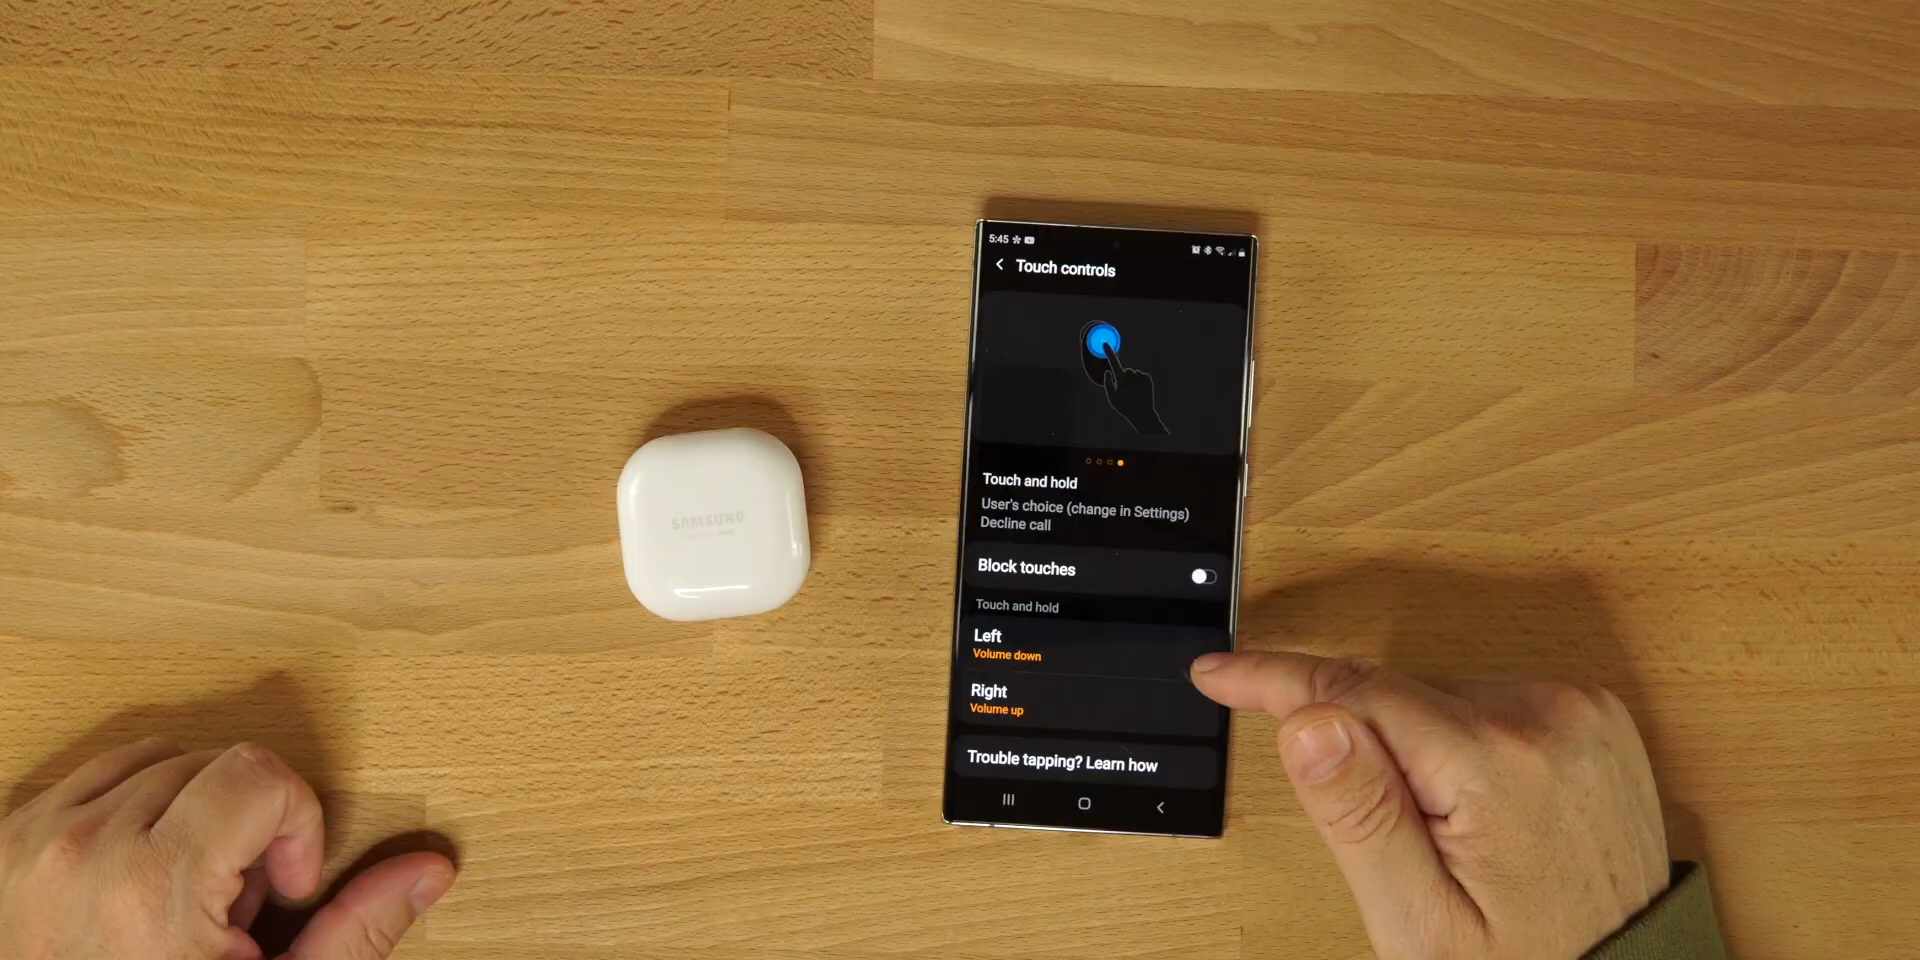 5:45
Touch controls
Touch and hold
User's choice (change in Settings)
Decline call
Block touches
Touch and hold
Left
Volume down
Right
Volume up
Trouble tapping? Learn how
SAMSUNG